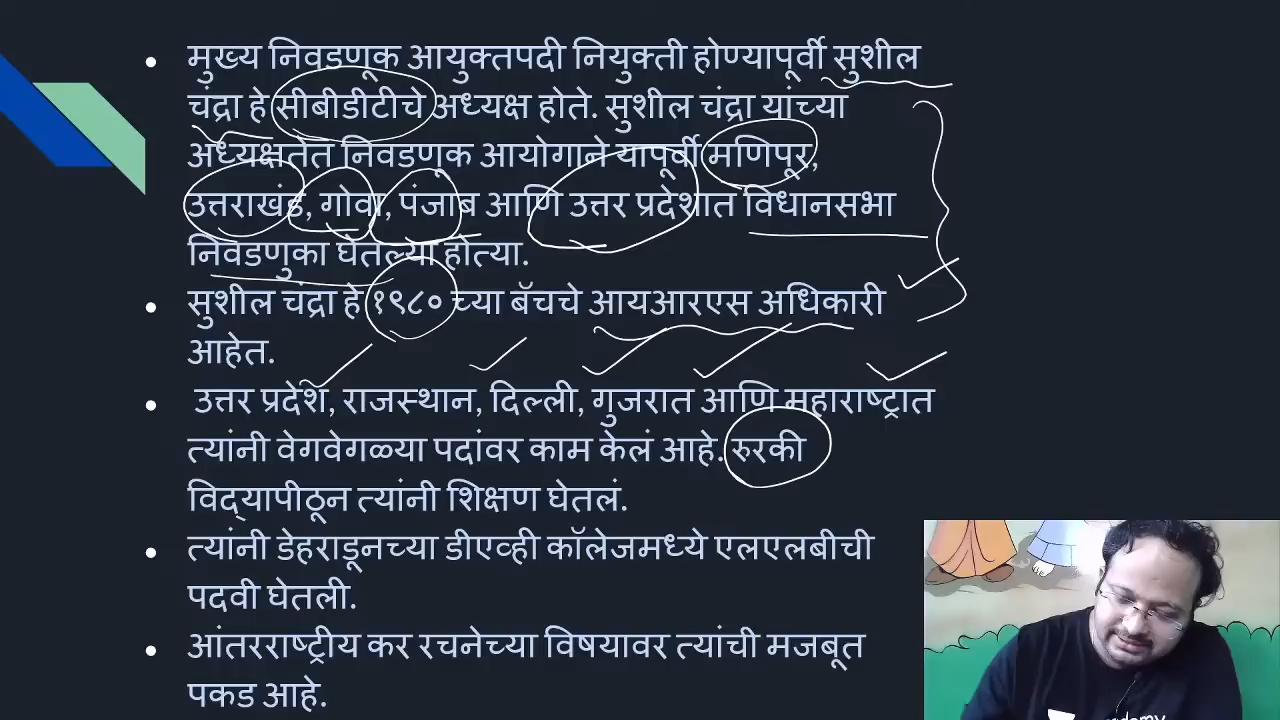 मुख्य निवडणूक आयुक्तपदी नियुक्ती होण्यापूर्वी सुशील
चंद्रा हे सीबीडीटीचे अध्यक्ष होते. सुशील चंद्रा यांच्या
अध्यक्षतेत निवडणूक आयोगाने यापूर्वी मणिपूर,
उत्तराखंड, गोवा, पंजाब आणि उत्तर प्रदेशात विधानसभा
निवडणुका घेतल्या होत्या.
सुशील चंद्रा हे १९८० च्या बॅचचे आयआरएस अधिकारी
आहेत.
उत्तर प्रदेश, राजस्थान, दिल्ली, गुजरात आणि महाराष्ट्रात
त्यांनी वेगवेगळ्या पदांवर काम केलं आहे. रुरकी
विद्‌यापीठून त्यांनी शिक्षण घेतलं.
त्यांनी डेहराडूनच्या डीएव्ही कॉलेजमध्ये एलएलबीची
पदवी घेतली.
आंतरराष्ट्रीय कर रचनेच्या विषयावर त्यांची मजबूत
पकड आहे.